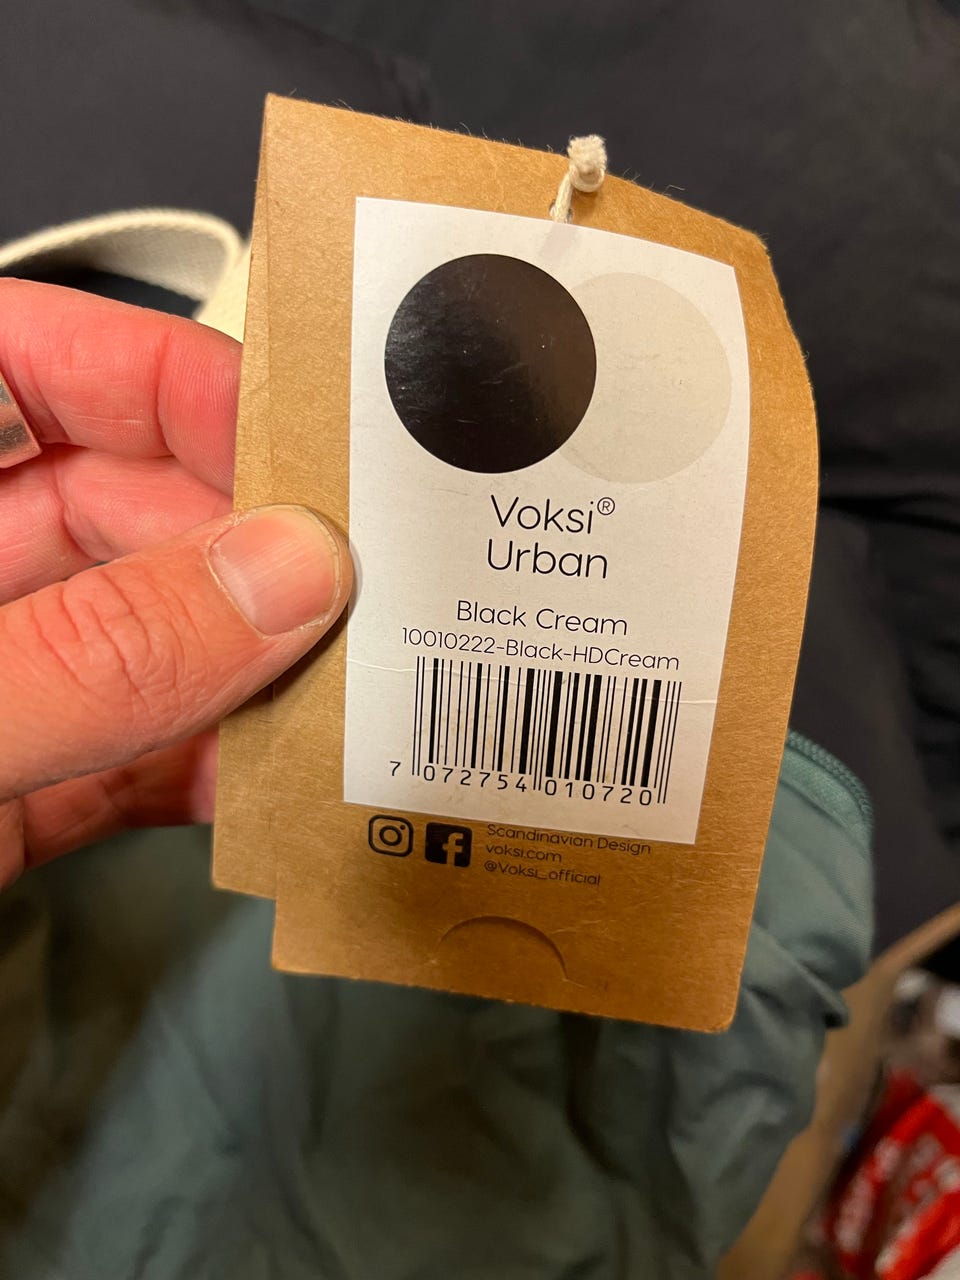 Voksi®
Urban
Black Cream
10010222-Black-HDCream
7 072754 010720
Scandinavian Design
voksi.com
@Voksi_official